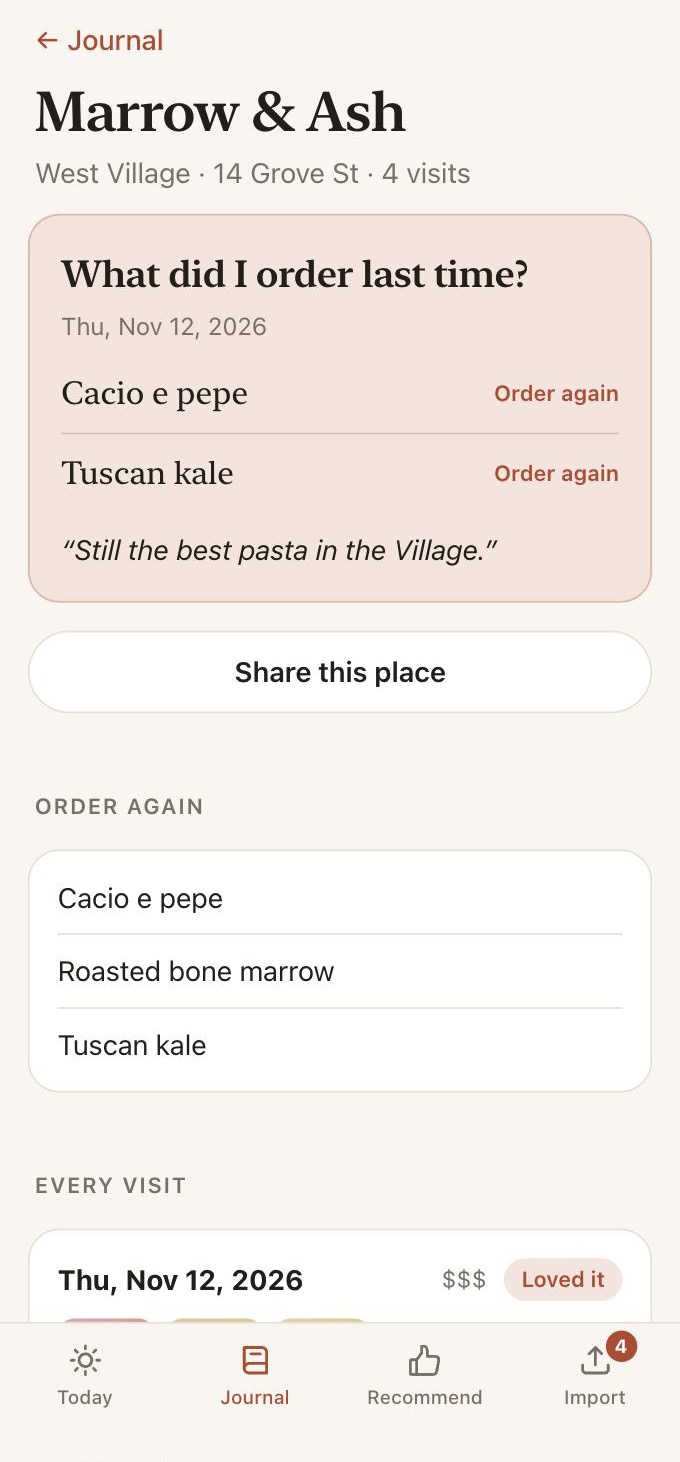 ← Journal
Marrow & Ash
West Village · 14 Grove St · 4 visits
What did I order last time?
Thu, Nov 12, 2026
Cacio e pepe Order again
Tuscan kale Order again
“Still the best pasta in the Village.”
Share this place
ORDER AGAIN
Cacio e pepe
Roasted bone marrow
Tuscan kale
EVERY VISIT
Thu, Nov 12, 2026 $$$ Loved it
4
Today Journal Recommend Import